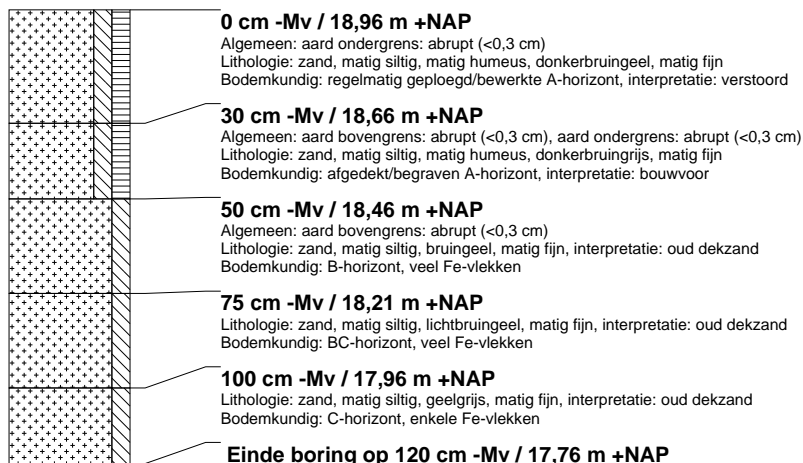 0 cm -Mv / 18,96 m +NAP
Algemeen: aard ondergrens: abrupt (<0,3 cm)
Lithologie: zand, matig siltig, matig humeus, donkerbruingeel, matig fijn
Bodemkundig: regelmatig geploegd/bewerkte A-horizont, interpretatie: verstoord
30 cm -Mv / 18,66 m +NAP
Algemeen: aard bovengrens: abrupt (<0,3 cm), aard ondergrens: abrupt (<0,3 cm)
Lithologie: zand, matig siltig, matig humeus, donkerbruingrijs, matig fijn
Bodemkundig: afgedekt/begraven A-horizont, interpretatie: bouwvoor
50 cm -Mv / 18,46 m +NAP
Algemeen: aard bovengrens: abrupt (<0,3 cm)
Lithologie: zand, matig siltig, bruingeel, matig fijn, interpretatie: oud dekzand
Bodemkundig: B-horizont, veel Fe-vlekken
75 cm -Mv / 18,21 m +NAP
Lithologie: zand, matig siltig, lichtbruingeel, matig fijn, interpretatie: oud dekzand
Bodemkundig: BC-horizont, veel Fe-vlekken
100 cm -Mv / 17,96 m +NAP
Lithologie: zand, matig siltig, geelgrijs, matig fijn, interpretatie: oud dekzand
Bodemkundig: C-horizont, enkele Fe-vlekken
Einde boring op 120 cm -Mv / 17,76 m +NAP